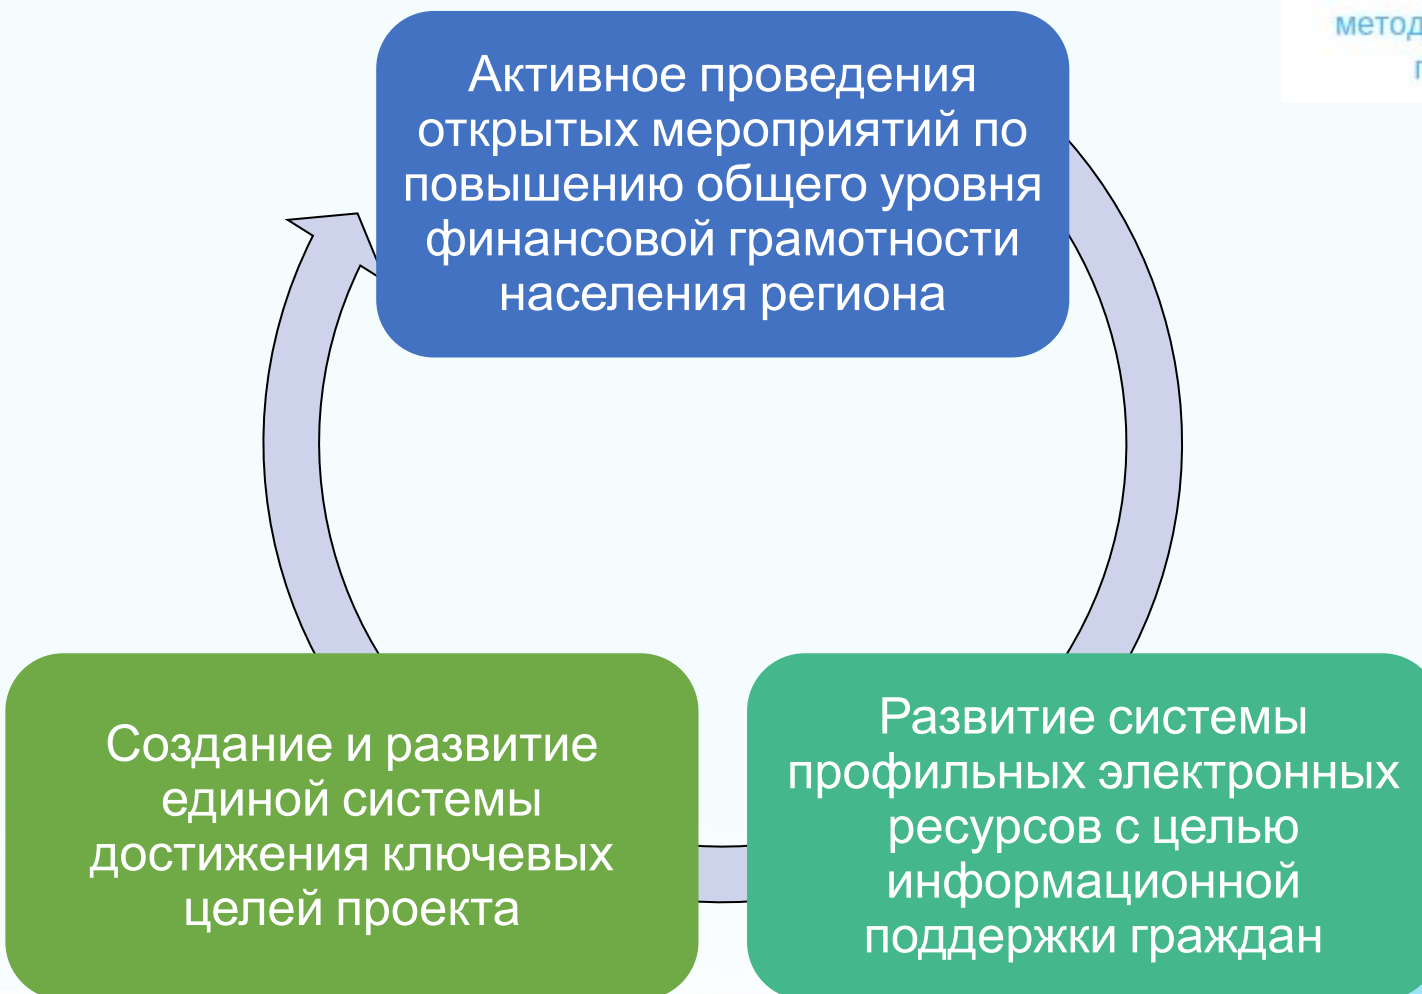 Активное проведения
открытых мероприятий по
повышению общего уровня
финансовой грамотности
населения региона
Создание и развитие
единой системы
достижения ключевых
целей проекта
Развитие системы
профильных электронных
ресурсов с целью
информационной
поддержки граждан